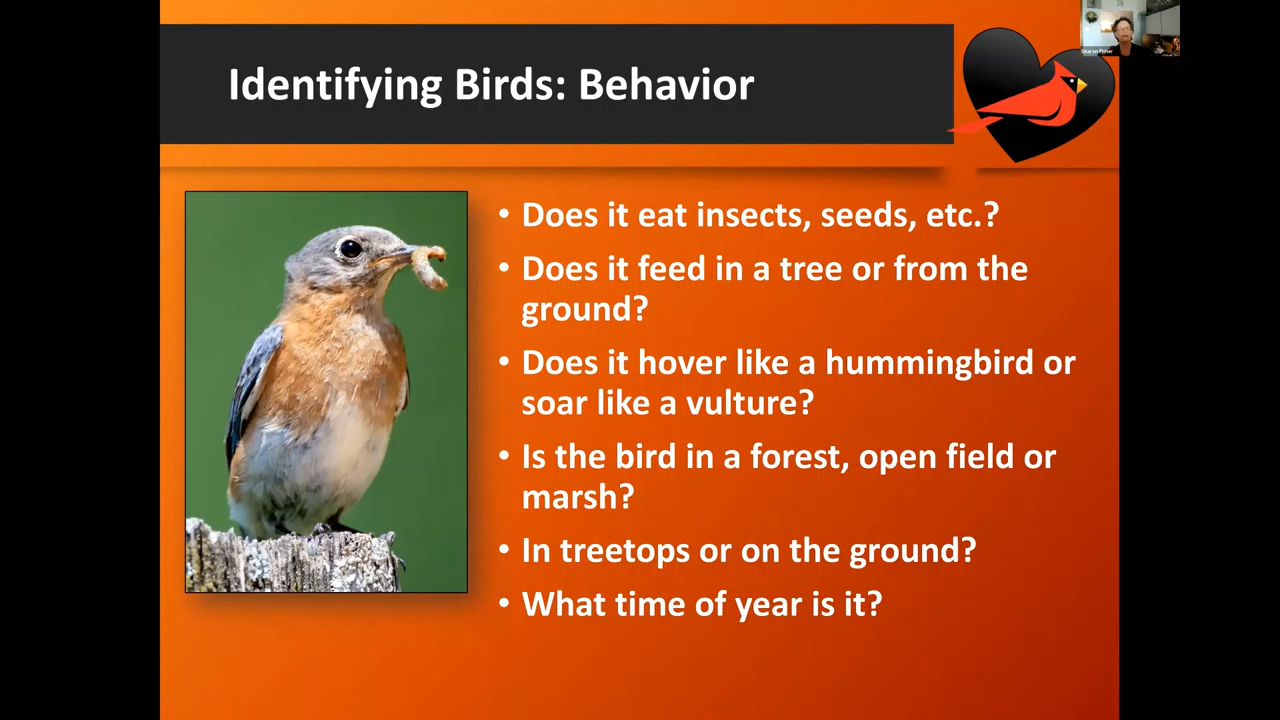 Identifying Birds: Behavior
• Does it eat insects, seeds, etc.?
• Does it feed in a tree or from the
ground?
• Does it hover like a hummingbird or
soar like a vulture?
• Is the bird in a forest, open field or
marsh?
• In treetops or on the ground?
• What time of year is it?